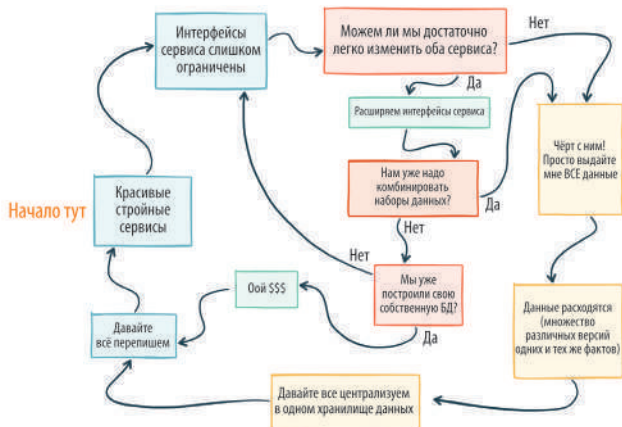 Интерфейсы
сервиса слишком
ограничены
Можем ли мы достаточно
легко изменить оба сервиса?
Нет
Да
Расширяем интерфейсы сервиса
Чёрт с ним!
Просто выдайте
мне ВСЕ данные
Нам уже надо
комбинировать
наборы данных?
Да
Начало тут
Красивые
стройные
сервисы
Нет
Нет
Мы уже
построили свою
собственную БД?
Оой $$$
Да
Данные расходятся
(множество
различных версий
одних и тех же фактов)
Давайте
всё перепишем
Давайте все централизуем
в одном хранилище данных